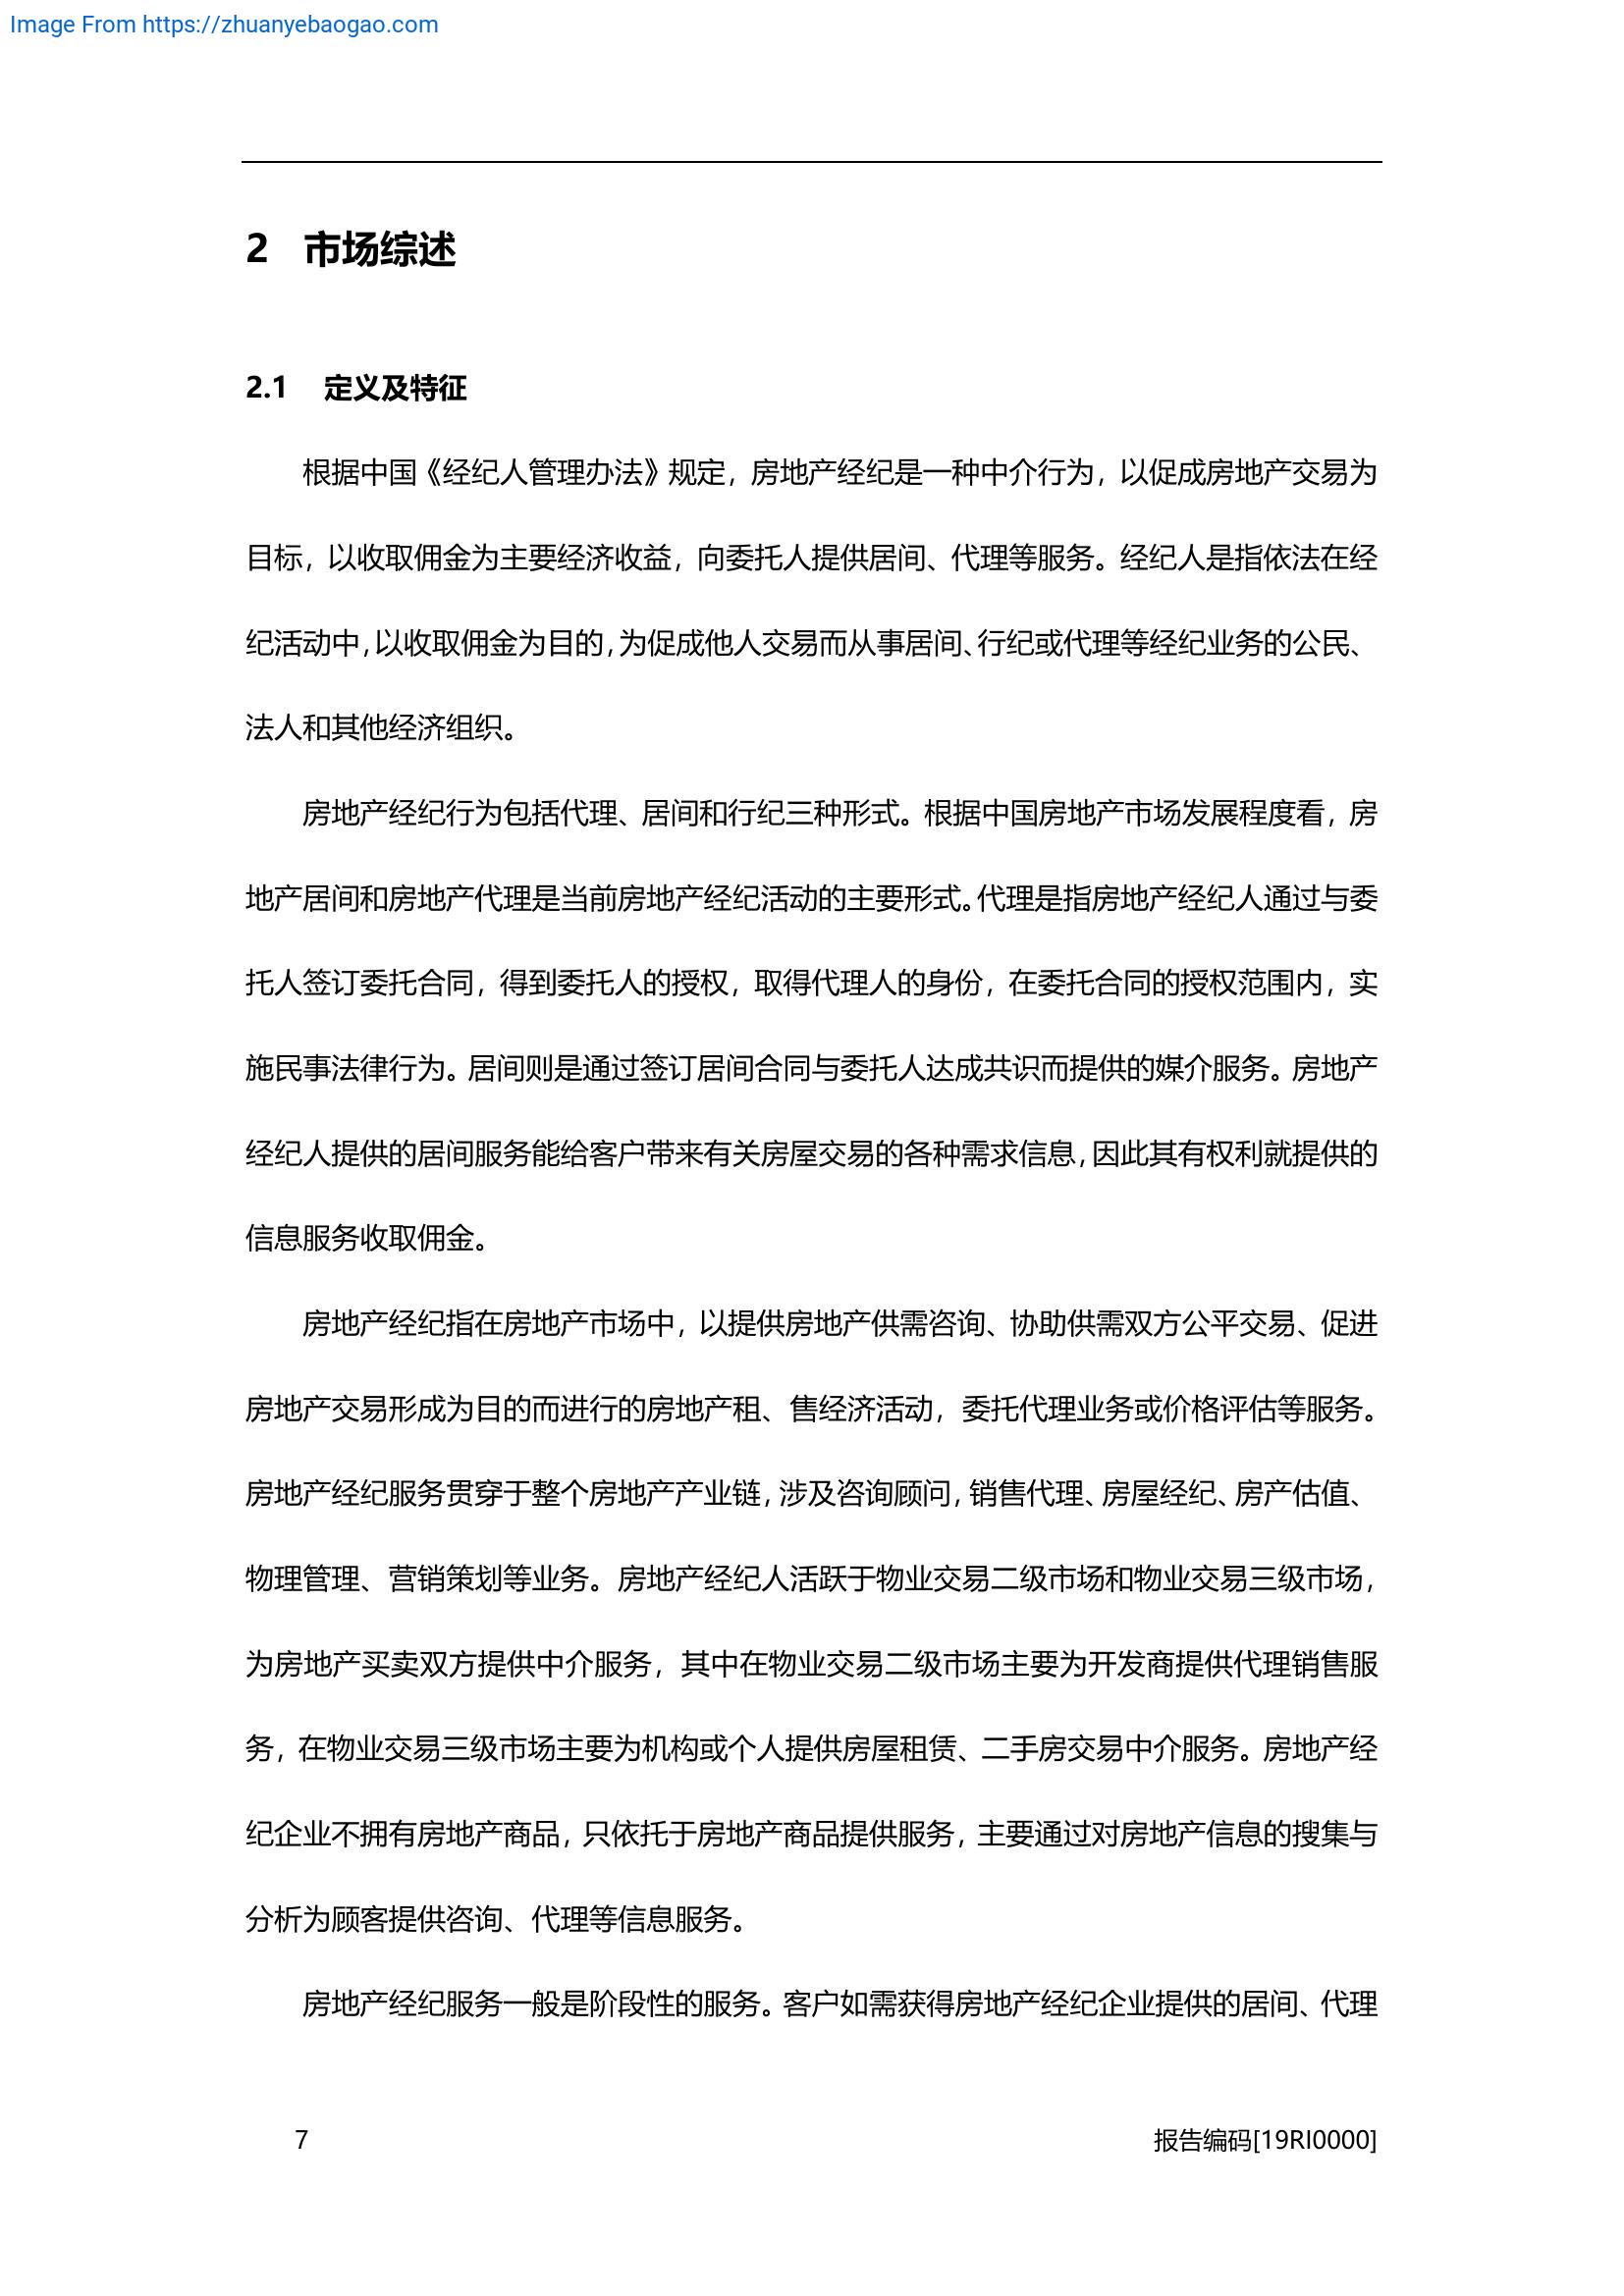 Image From https://zhuanyebaogao.com
2 市场综述
2.1 定义及特征
根据中国《经纪人管理办法》规定，房地产经纪是一种中介行为，以促成房地产交易为
目标，以收取佣金为主要经济收益，向委托人提供居间、代理等服务。经纪人是指依法在经
纪活动中，以收取佣金为目的，为促成他人交易而从事居间、行纪或代理等经纪业务的公民、
法人和其他经济组织。
房地产经纪行为包括代理、居间和行纪三种形式。根据中国房地产市场发展程度看，房
地产居间和房地产代理是当前房地产经纪活动的主要形式。代理是指房地产经纪人通过与委
托人签订委托合同，得到委托人的授权，取得代理人的身份，在委托合同的授权范围内，实
施民事法律行为。居间则是通过签订居间合同与委托人达成共识而提供的媒介服务。房地产
经纪人提供的居间服务能给客户带来有关房屋交易的各种需求信息，因此其有权利就提供的
信息服务收取佣金。
房地产经纪指在房地产市场中，以提供房地产供需咨询、协助供需双方公平交易、促进
房地产交易形成为目的而进行的房地产租、售经济活动，委托代理业务或价格评估等服务。
房地产经纪服务贯穿于整个房地产产业链，涉及咨询顾问，销售代理、房屋经纪、房产估值、
物理管理、营销策划等业务。房地产经纪人活跃于物业交易二级市场和物业交易三级市场，
为房地产买卖双方提供中介服务，其中在物业交易二级市场主要为开发商提供代理销售服
务，在物业交易三级市场主要为机构或个人提供房屋租赁、二手房交易中介服务。房地产经
纪企业不拥有房地产商品，只依托于房地产商品提供服务，主要通过对房地产信息的搜集与
分析为顾客提供咨询、代理等信息服务。
房地产经纪服务一般是阶段性的服务。客户如需获得房地产经纪企业提供的居间、代理
7 报告编码[19RI0000]